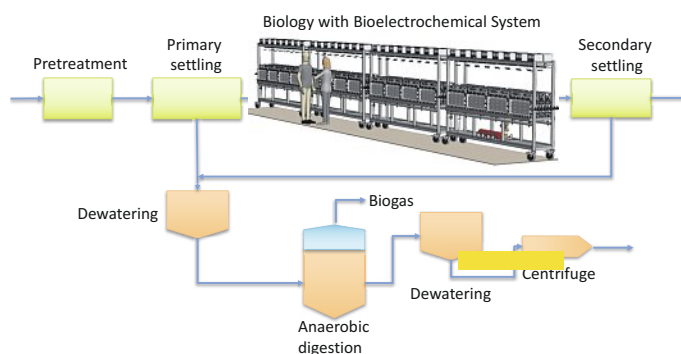 Biology with Bioelectrochemical System
Pretreatment
Primary
settling
Secondary
settling
Dewatering
Biogas
Dewatering
Centrifuge
Anaerobic
digestion